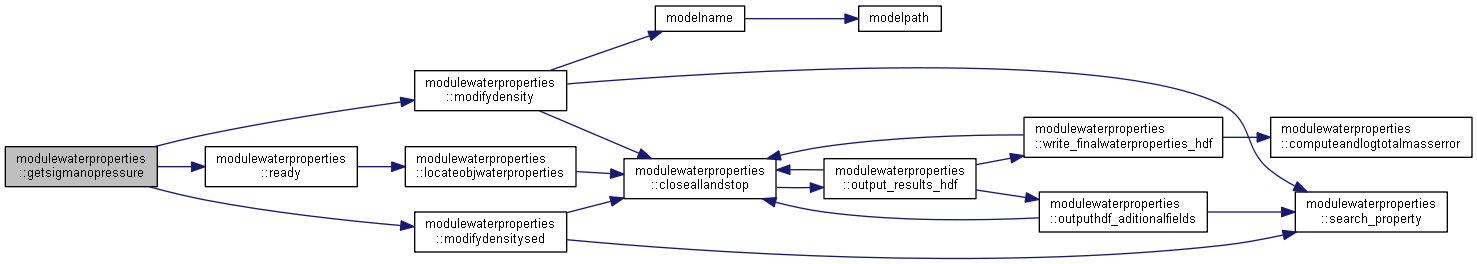 modulewaterproperties
::getsigmanopressure
modulewaterproperties
::modifydensity
modulewaterproperties
::ready
modulewaterproperties
::modifydensitysed
modelname
modelpath
modulewaterproperties
::locateobjwaterproperties
modulewaterproperties
::closeallandstop
modulewaterproperties
::output_results_hdf
modulewaterproperties
::write_finalwaterproperties_hdf
modulewaterproperties
::outputhdf_aditionalfields
modulewaterproperties
::computeandlogtotalmasserror
modulewaterproperties
::search_property